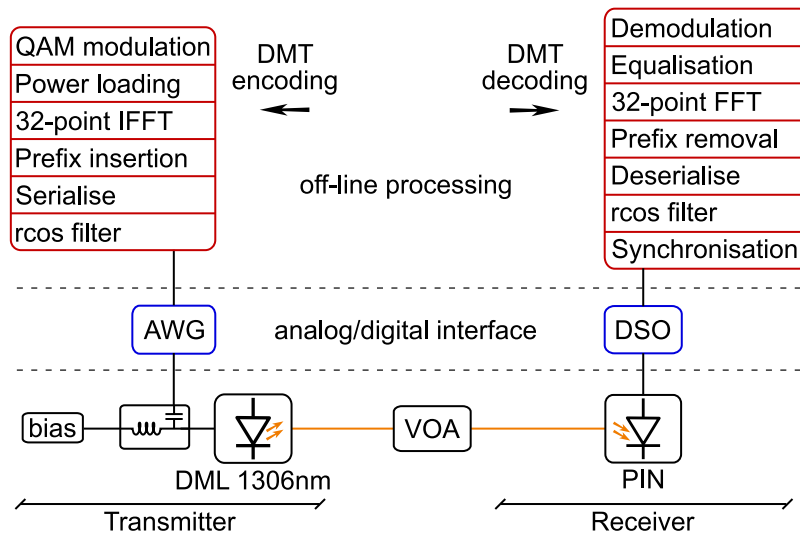 QAM modulation
Power loading
32-point IFFT
Prefix insertion
Serialise
rcos filter
DMT
encoding
DMT
decoding
Demodulation
Equalisation
32-point FFT
Prefix removal
Deserialise
rcos filter
Synchronisation
off-line processing
AWG
analog/digital interface
DSO
bias
VOA
DML 1306nm
PIN
Transmitter
Receiver